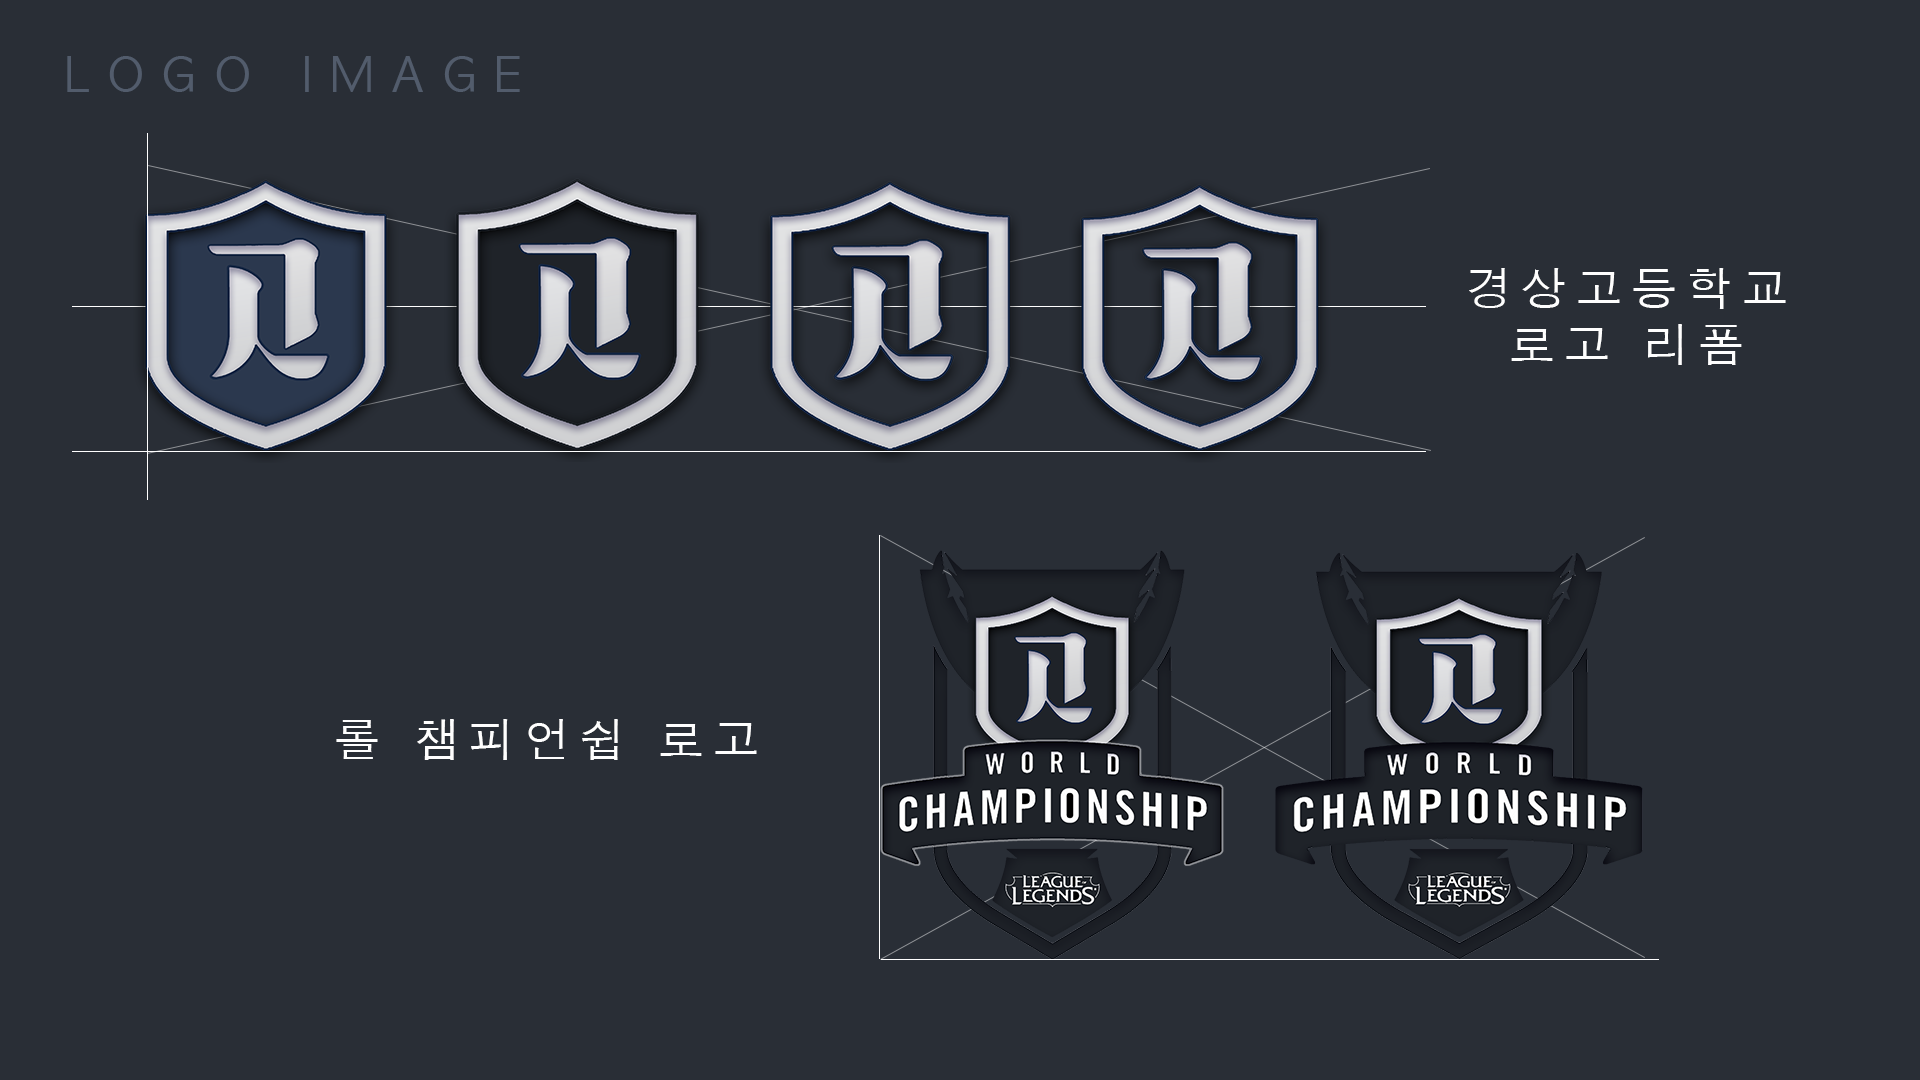 LOGO IMAGE
고
고
고
고
경상고등학교
로고 리폼
롤 챔피언쉽 로고
고
WORLD
CHAMPIONSHIP
LEAGUE OF
LEGENDS
고
WORLD
CHAMPIONSHIP
LEAGUE OF
LEGENDS